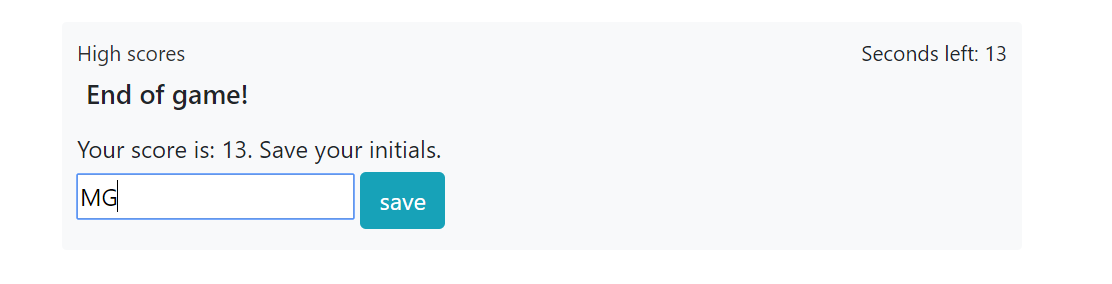 High scores
Seconds left: 13
End of game!
Your score is: 13. Save your initials.
MG
save